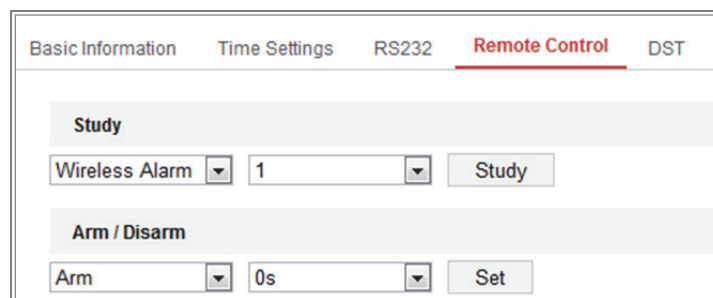 Basic Information Time Settings RS232 Remote Control DST
Study
Wireless Alarm 1 Study
Arm / Disarm
Arm 0s Set